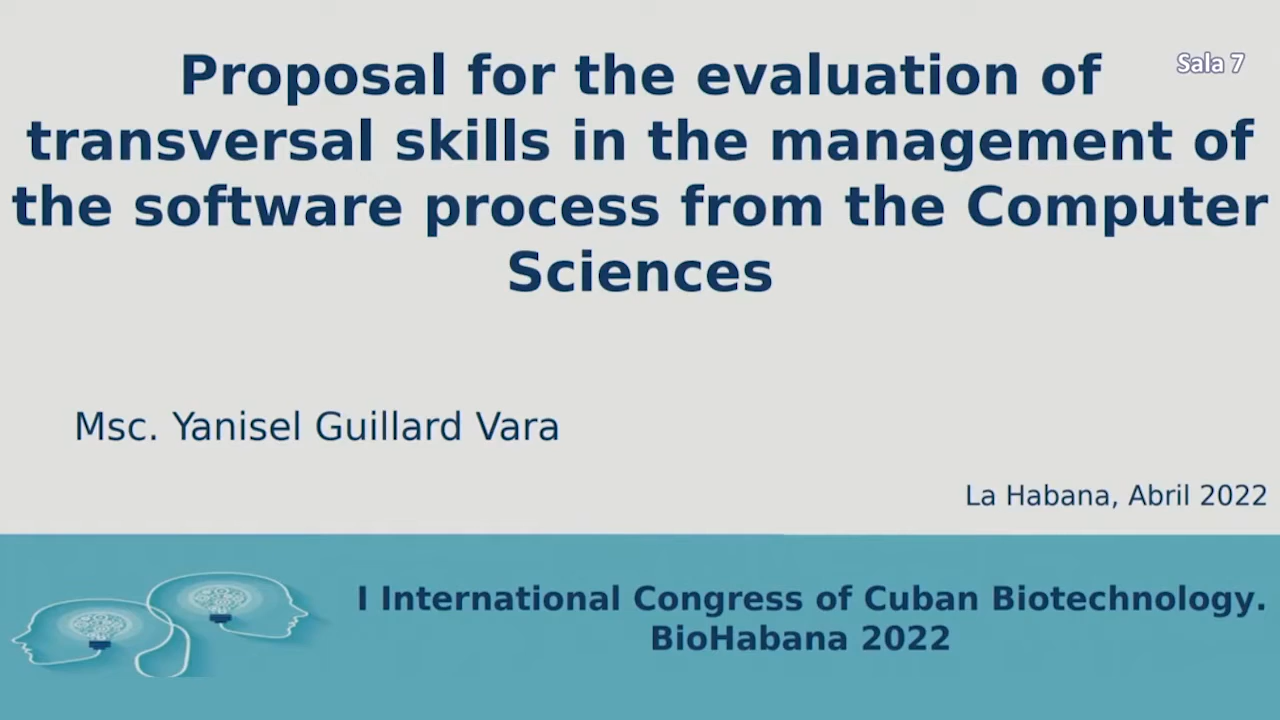 Proposal for the evaluation of
Sala 7
transversal skills in the management of
the software process from the Computer
Sciences
Msc. Yanisel Guillard Vara
La Habana, Abril 2022
I International Congress of Cuban Biotechnology.
BioHabana 2022